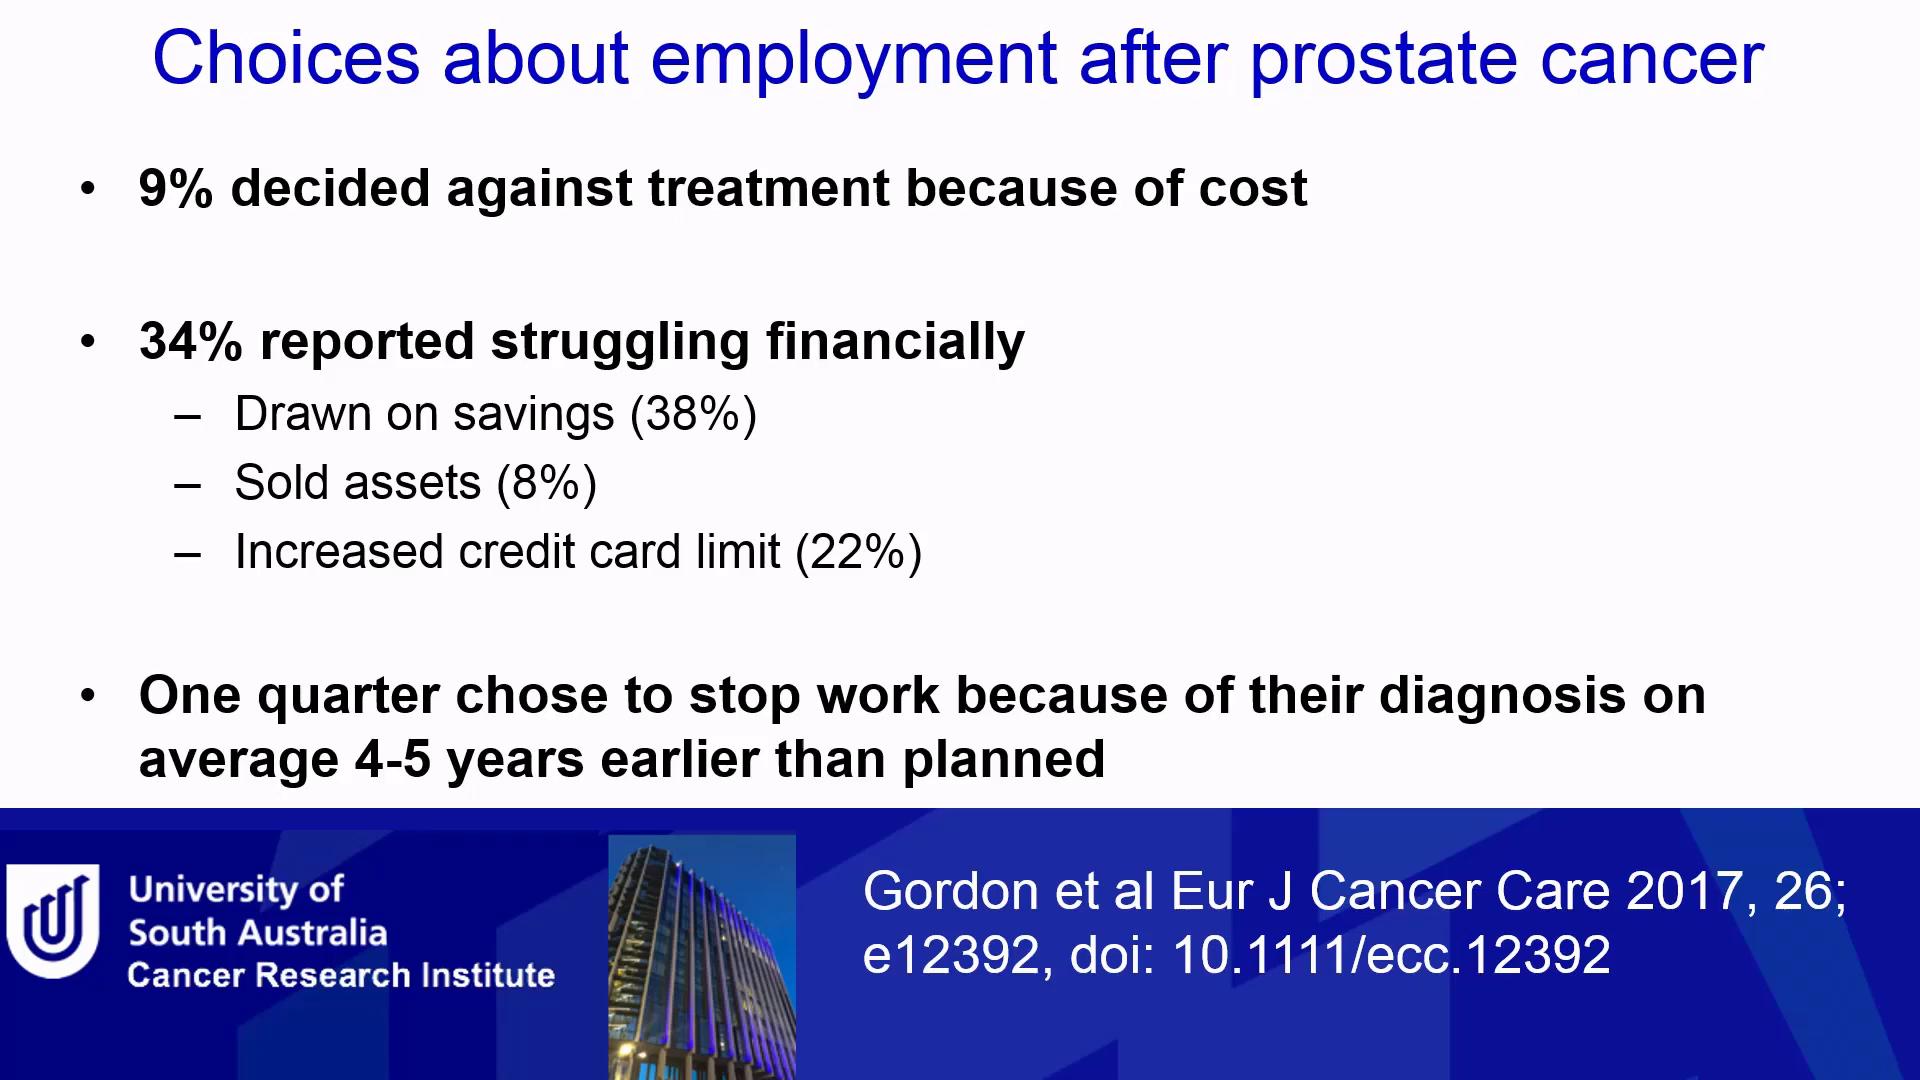 Choices about employment after prostate cancer
• 9% decided against treatment because of cost
• 34% reported struggling financially
– Drawn on savings (38%)
– Sold assets (8%)
– Increased credit card limit (22%)
• One quarter chose to stop work because of their diagnosis on
average 4-5 years earlier than planned
University of
South Australia
Cancer Research Institute
Gordon et al Eur J Cancer Care 2017, 26;
e12392, doi: 10.1111/ecc.12392